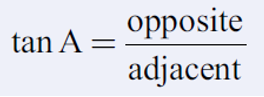 tan A = opposite
adjacent